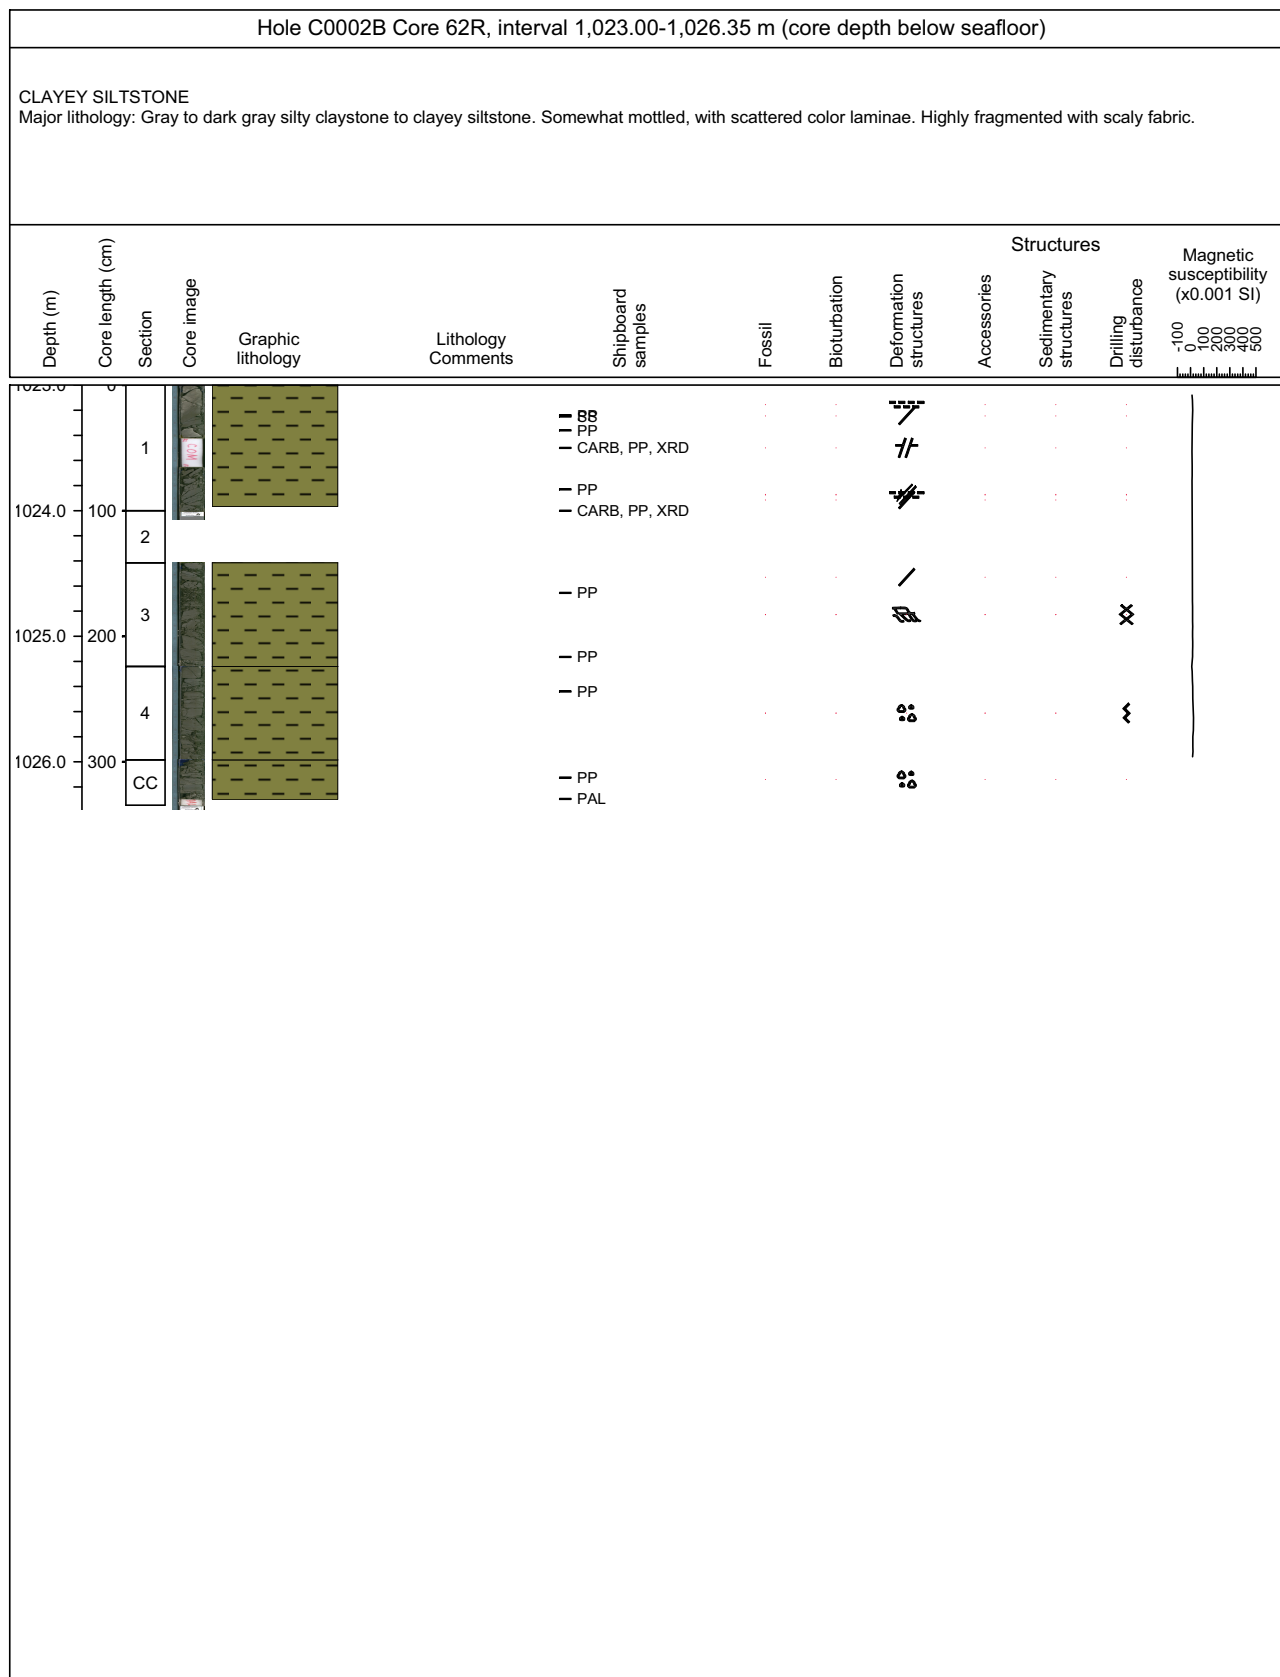 Hole C0002B Core 62R, interval 1,023.00-1,026.35 m (core depth below seafloor)
CLAYEY SILTSTONE
Major lithology: Gray to dark gray silty claystone to clayey siltstone. Somewhat mottled, with scattered color laminae. Highly fragmented with scaly fabric.
Depth (m)
Core length (cm)
Section
Core image
Graphic
lithology
Lithology
Comments
Shipboard
samples
Fossil
Bioturbation
Deformation
structures
Structures
Accessories
Sedimentary
structures
Drilling
disturbance
Magnetic
susceptibility
(x0.001 SI)
-100
0
100
200
300
400
500
1023.0
0
PP
1
COM
CARB, PP, XRD
PP
1024.0
100
CARB, PP, XRD
2
PP
3
1025.0
200
PP
PP
4
1026.0
300
PP
CC
PAL